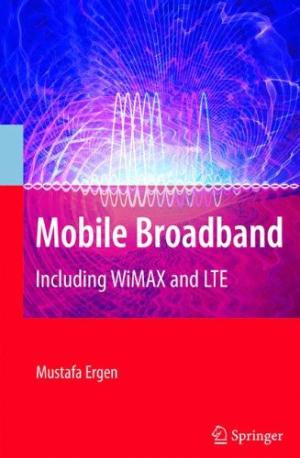 Mobile Broadband
Including WiMAX and LTE
Mustafa Ergen
Springer